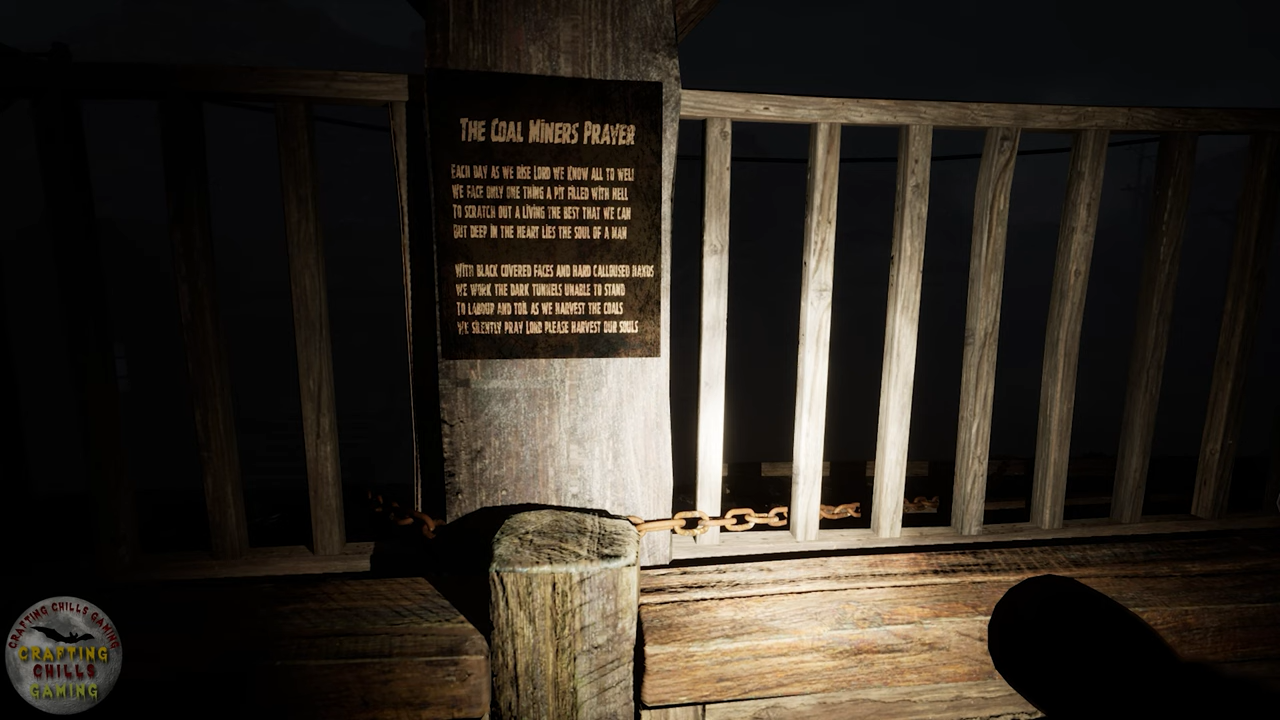 THE COAL MINERS PRAYER
EACH DAY AS WE RISE LORD WE KNOW ALL TO WELL
WE FACE ONLY ONE THING A PIT FILLED WITH HELL
TO SCRATCH OUT A LIVING THE BEST THAT WE CAN
BUT DEEP IN THE HEART LIES THE SOUL OF A MAN
WITH BLACK COVERED FACES AND HARD CALLOUSED HANDS
WE WORK THE DARK TUNNELS UNABLE TO STAND
TO LABOUR AND TOIL AS WE HARVEST THE COALS
WE SILENTLY PRAY LORD PLEASE HARVEST OUR SOULS
CRAFTING CHILLS GAMING
CRAFTING
CHILLS
GAMING